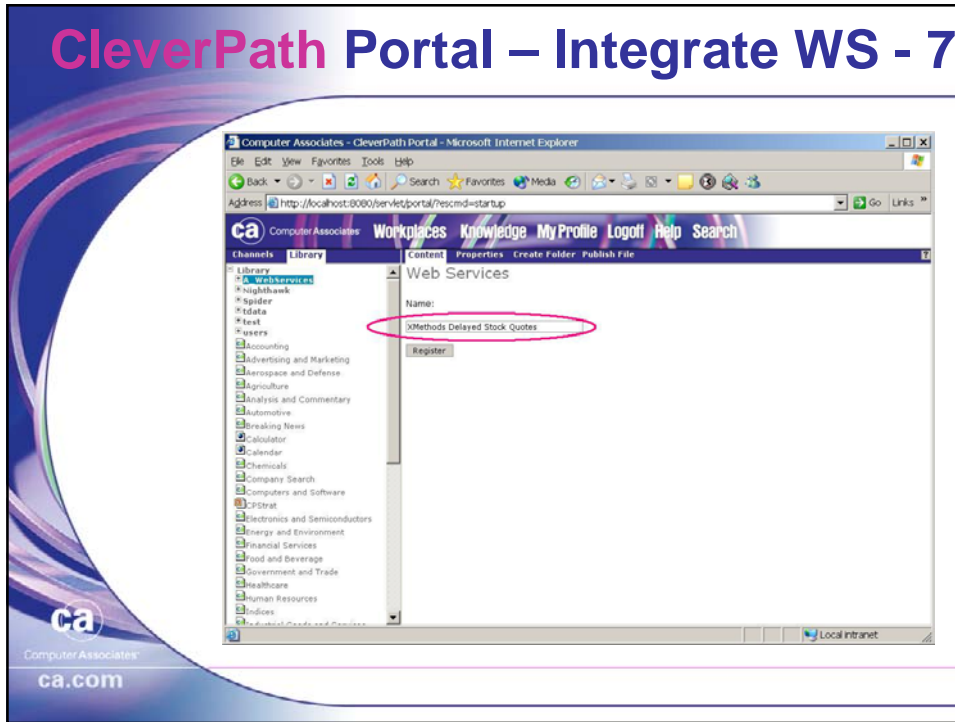 CleverPath Portal – Integrate WS - 7
Computer Associates - CleverPath Portal - Microsoft Internet Explorer
File Edit View Favorites Tools Help
Back Search Favorites Media
Address http://localhost:8080/servlet/portal/?escmd=startup Go Links »
ca Computer Associates Workplaces Knowledge My Profile Logoff Help Search
Channels Library Content Properties Create Folder Publish File ?
Library
A_WebServices
Nighthawk
Spider
tdata
test
users
Accounting
Advertising and Marketing
Aerospace and Defense
Agriculture
Analysis and Commentary
Automotive
Breaking News
Calculator
Calendar
Chemicals
Company Search
Computers and Software
CPStrat
Electronics and Semiconductors
Energy and Environment
Financial Services
Food and Beverage
Government and Trade
Healthcare
Human Resources
Indices
Industrial Goods and Services
Web Services
Name:
XMethods Delayed Stock Quotes
Register
Local intranet
ca
Computer Associates
ca.com